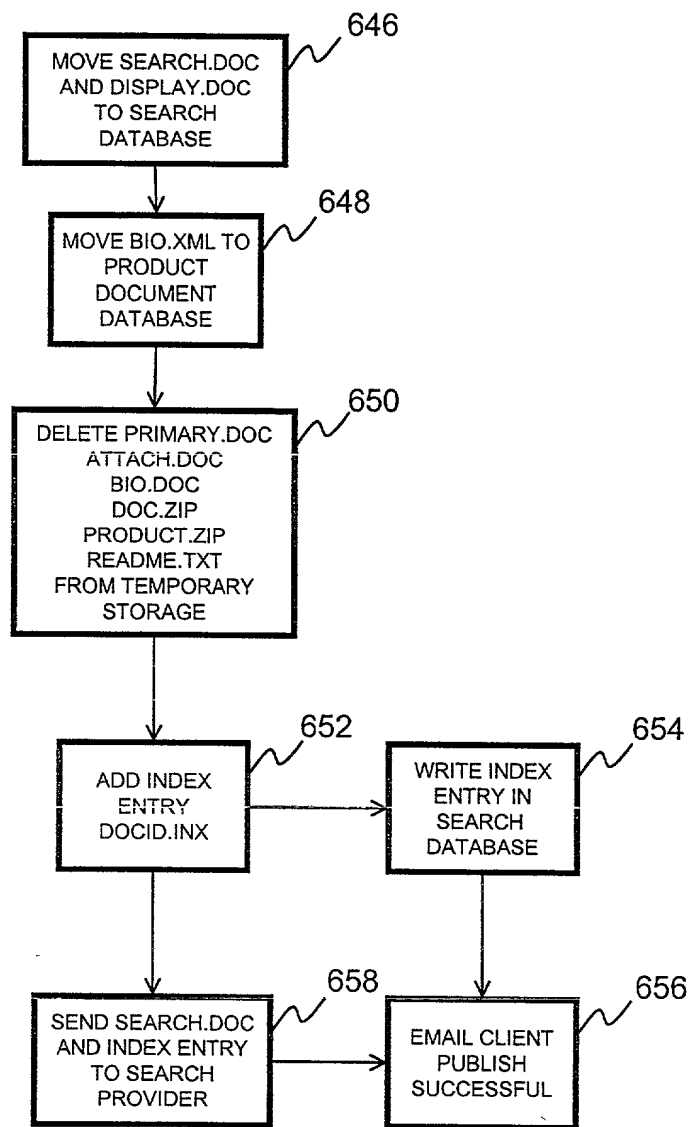 646
MOVE SEARCH.DOC
AND DISPLAY.DOC
TO SEARCH
DATABASE
648
MOVE BIO.XML TO
PRODUCT
DOCUMENT
DATABASE
650
DELETE PRIMARY.DOC
ATTACH.DOC
BIO.DOC
DOC.ZIP
PRODUCT.ZIP
README.TXT
FROM TEMPORARY
STORAGE
652
ADD INDEX
ENTRY
DOCID.INX
654
WRITE INDEX
ENTRY IN
SEARCH
DATABASE
658
SEND SEARCH.DOC
AND INDEX ENTRY
TO SEARCH
PROVIDER
656
EMAIL CLIENT
PUBLISH
SUCCESSFUL